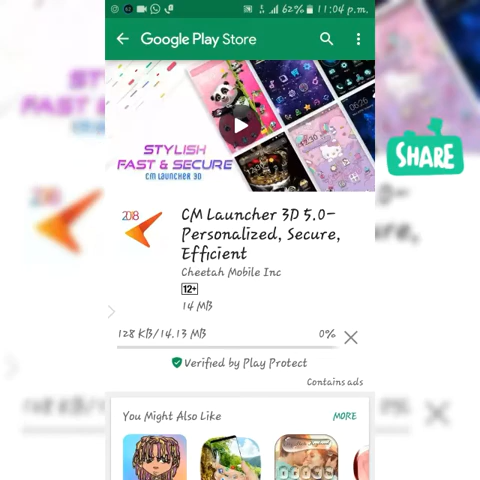 62% 11:04 p.m.
Google Play Store
STYLISH
FAST & SECURE
CM LAUNCHER 3D
SHARE
2018
CM Launcher 3D 5.0-
Personalized, Secure,
Efficient
Cheetah Mobile Inc
12+
14 MB
128 KB/14.13 MB 0%
Verified by Play Protect
Contains ads
You Might Also Like MORE